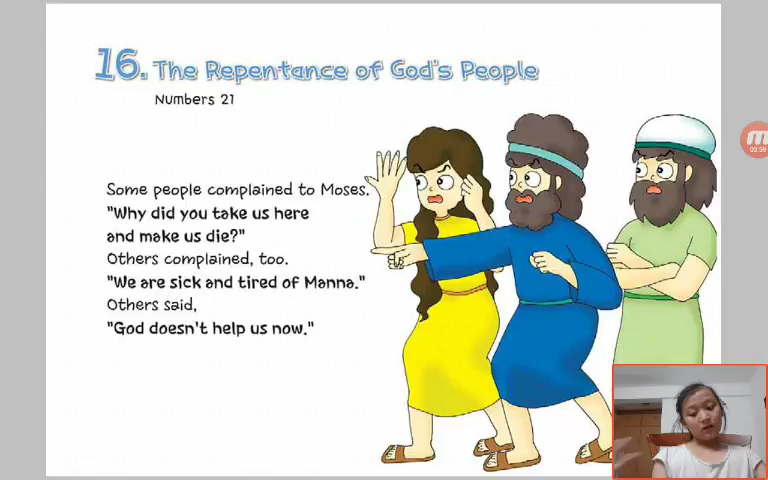 16. The Repentance of God's People
Numbers 21
Some people complained to Moses.
"Why did you take us here
and make us die?"
Others complained, too.
"We are sick and tired of Manna."
Others said,
"God doesn't help us now."
03:59